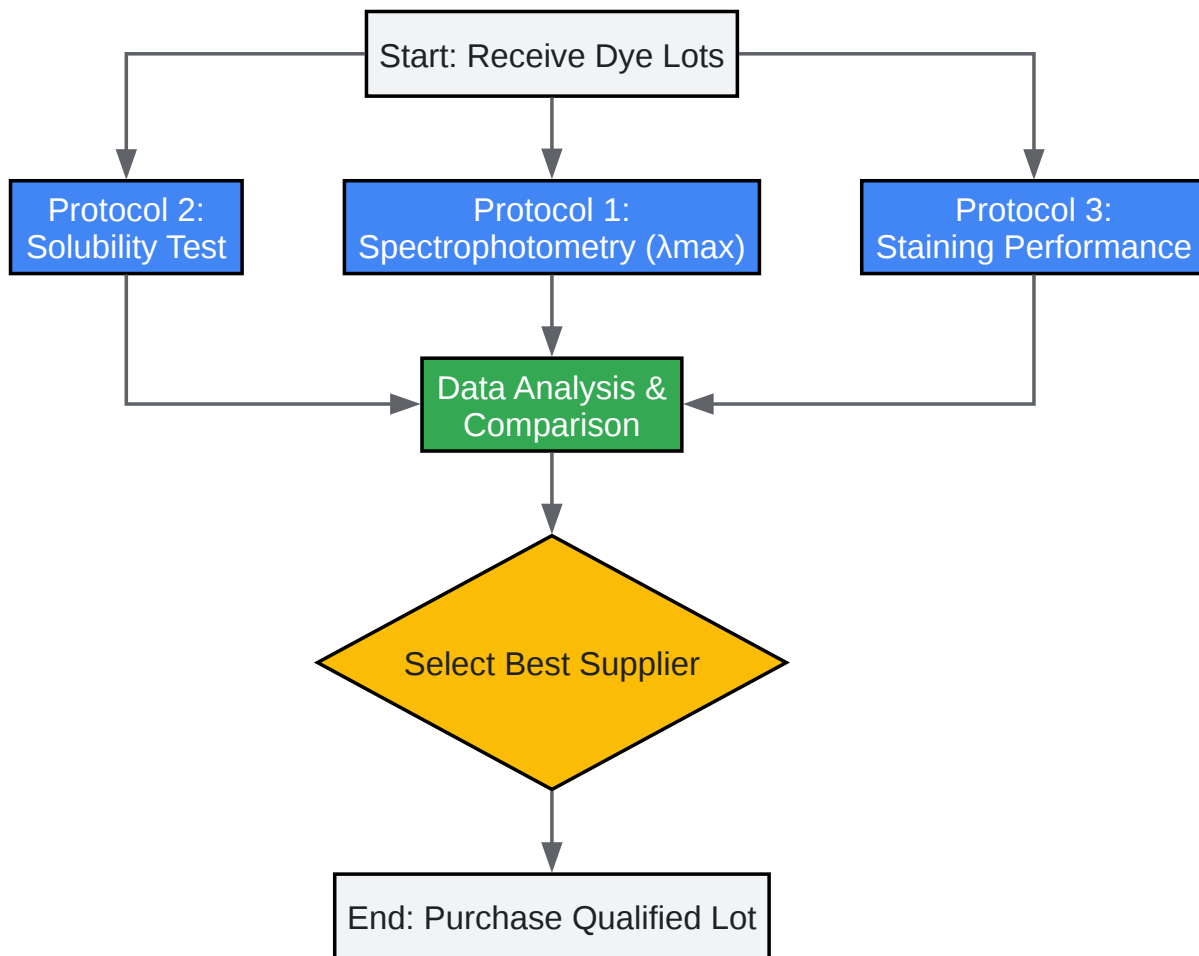 Start: Receive Dye Lots
Protocol 2:
Solubility Test
Protocol 1:
Spectrophotometry (λmax)
Protocol 3:
Staining Performance
Data Analysis &
Comparison
Select Best Supplier
End: Purchase Qualified Lot